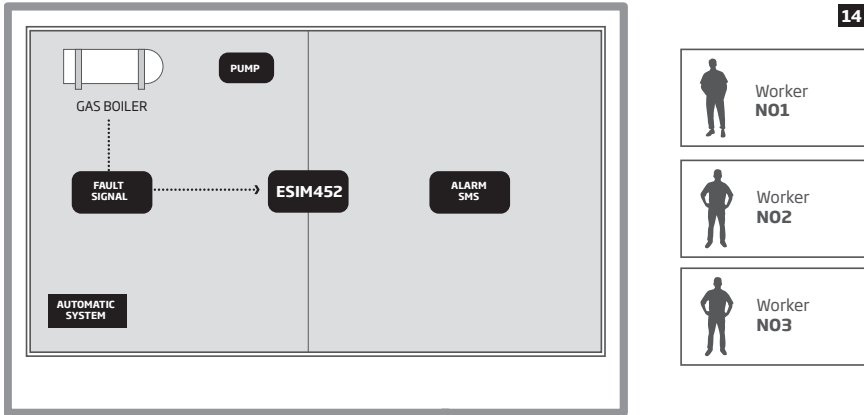 14
PUMP
GAS BOILER
FAULT
SIGNAL
ESIM452
ALARM
SMS
AUTOMATIC
SYSTEM
Worker
NO1
Worker
NO2
Worker
NO3